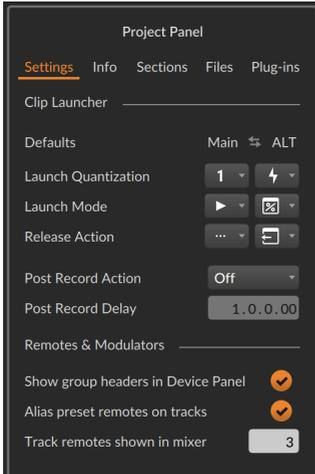 Project Panel
Settings Info Sections Files Plug-ins
Clip Launcher
Defaults Main ALT
Launch Quantization 1
Launch Mode
Release Action ...
Post Record Action Off
Post Record Delay 1.0.0.00
Remotes & Modulators
Show group headers in Device Panel
Alias preset remotes on tracks
Track remotes shown in mixer 3